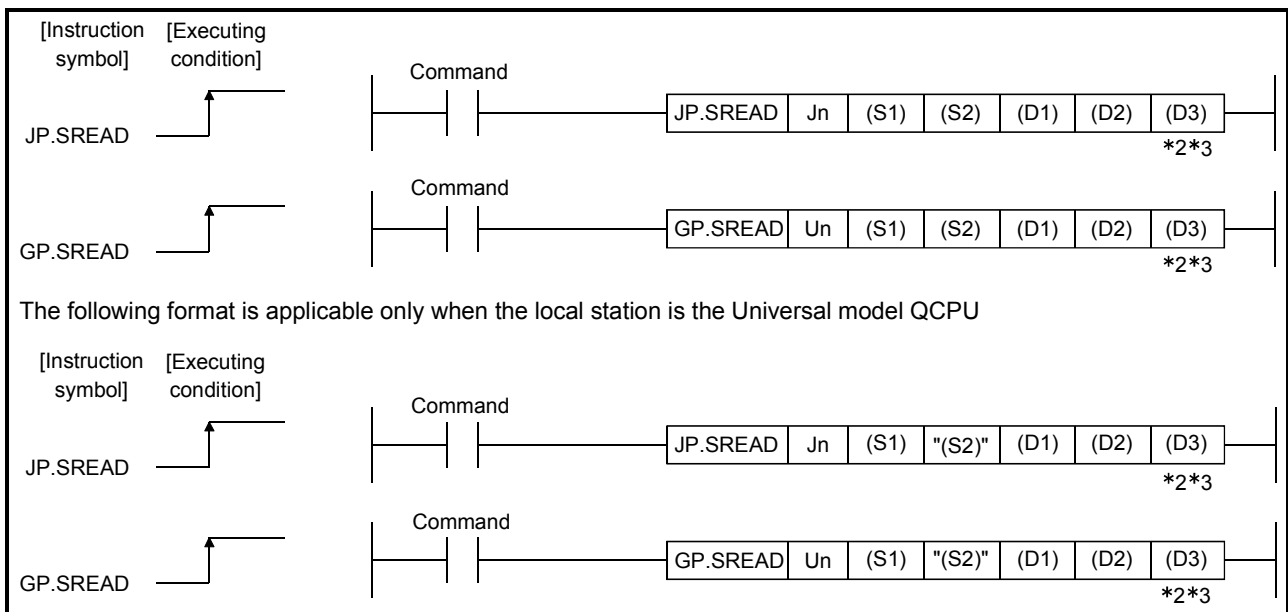 [Instruction symbol] [Executing condition]
Command
JP.SREAD
JP.SREAD Jn (S1) (S2) (D1) (D2) (D3)
*2*3
Command
GP.SREAD
GP.SREAD Un (S1) (S2) (D1) (D2) (D3)
*2*3
The following format is applicable only when the local station is the Universal model QCPU
[Instruction symbol] [Executing condition]
Command
JP.SREAD
JP.SREAD Jn (S1) "(S2)" (D1) (D2) (D3)
*2*3
Command
GP.SREAD
GP.SREAD Un (S1) "(S2)" (D1) (D2) (D3)
*2*3